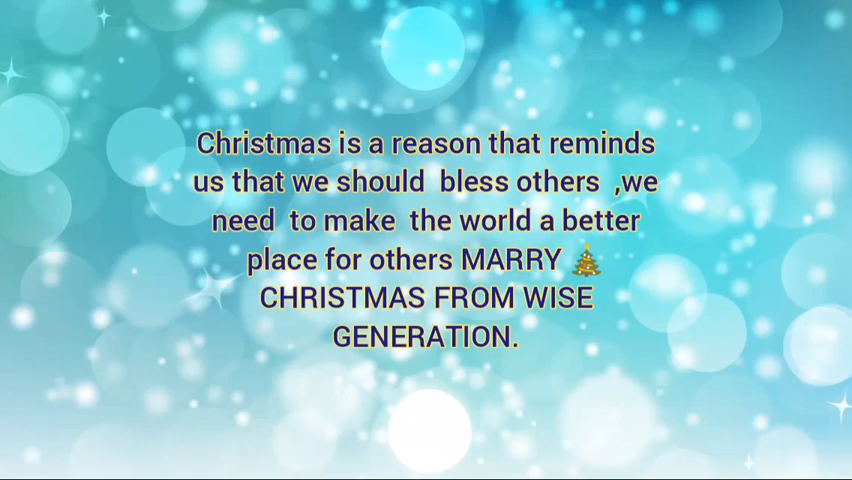 Christmas is a reason that reminds
us that we should  bless others  ,we
need  to make  the world a better
place for others MARRY 🎄
CHRISTMAS FROM WISE
GENERATION.